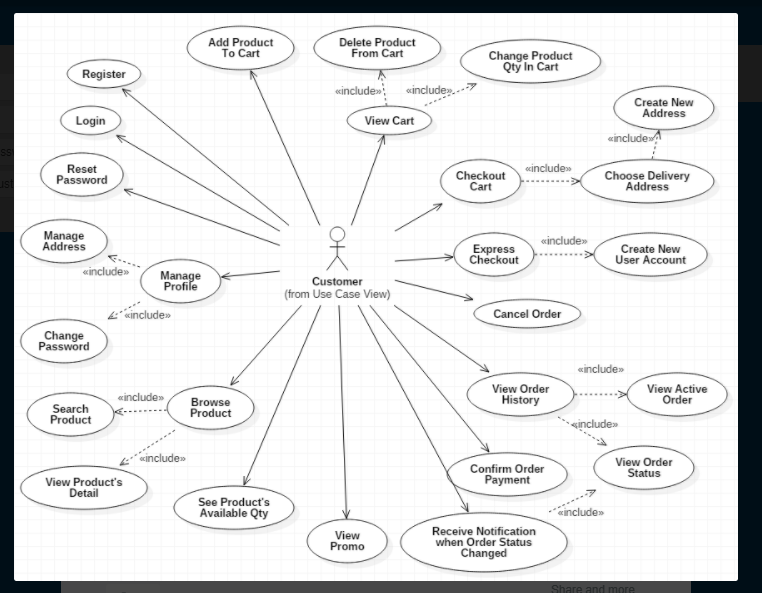 Add Product
To Cart
Delete Product
From Cart
Change Product
Qty In Cart
Register
«include»
«include»
Create New
Address
Login
View Cart
«include»
Reset
Password
Checkout
Cart
«include»
Choose Delivery
Address
Manage
Address
«include»
Express
Checkout
«include»
Create New
User Account
Manage
Profile
Customer
(from Use Case View)
«include»
Cancel Order
Change
Password
«include»
View Order
History
View Active
Order
Search
Product
«include»
Browse
Product
«include»
«include»
View Order
Status
Confirm Order
Payment
View Product's
Detail
See Product's
Available Qty
«include»
View
Promo
Receive Notification
when Order Status
Changed
Share and more